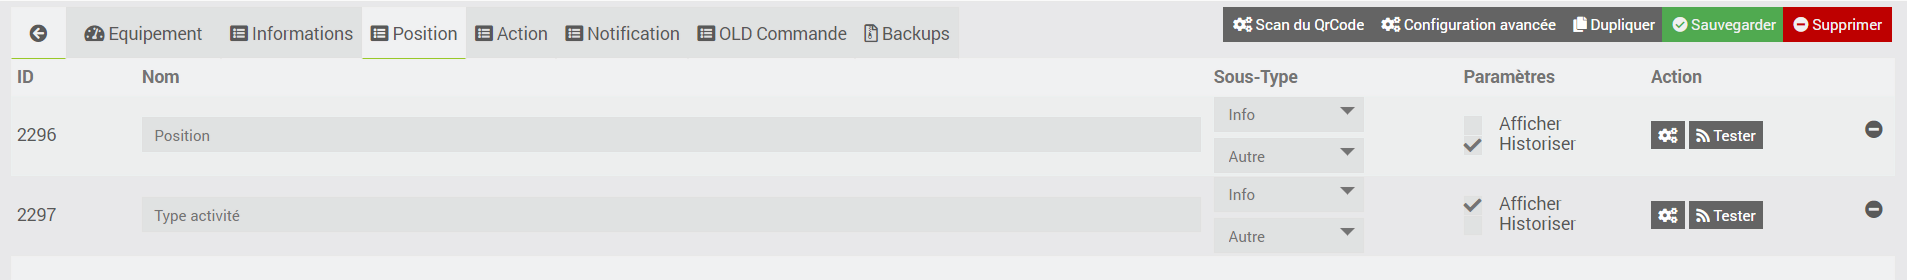 Equipement Informations Position Action Notification OLD Commande Backups Scan du QrCode Configuration avancée Dupliquer Sauvegarder Supprimer
ID Nom Sous-Type Paramètres Action
2296 Position Info Autre Afficher Historiser Tester
2297 Type activité Info Autre Afficher Historiser Tester